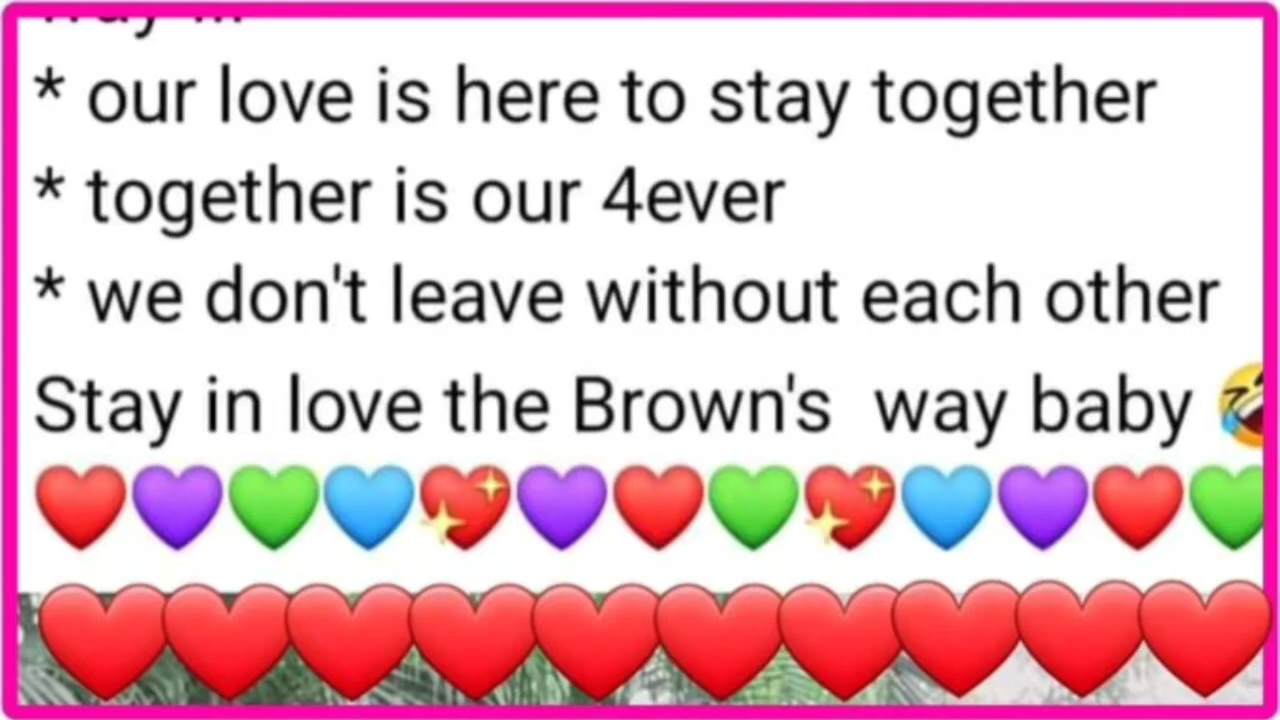 * our love is here to stay together
* together is our 4ever
* we don't leave without each other
Stay in love the Brown's  way baby 🤣
❤️💜💚💙💖💜❤️💚💖💙💜❤️💚